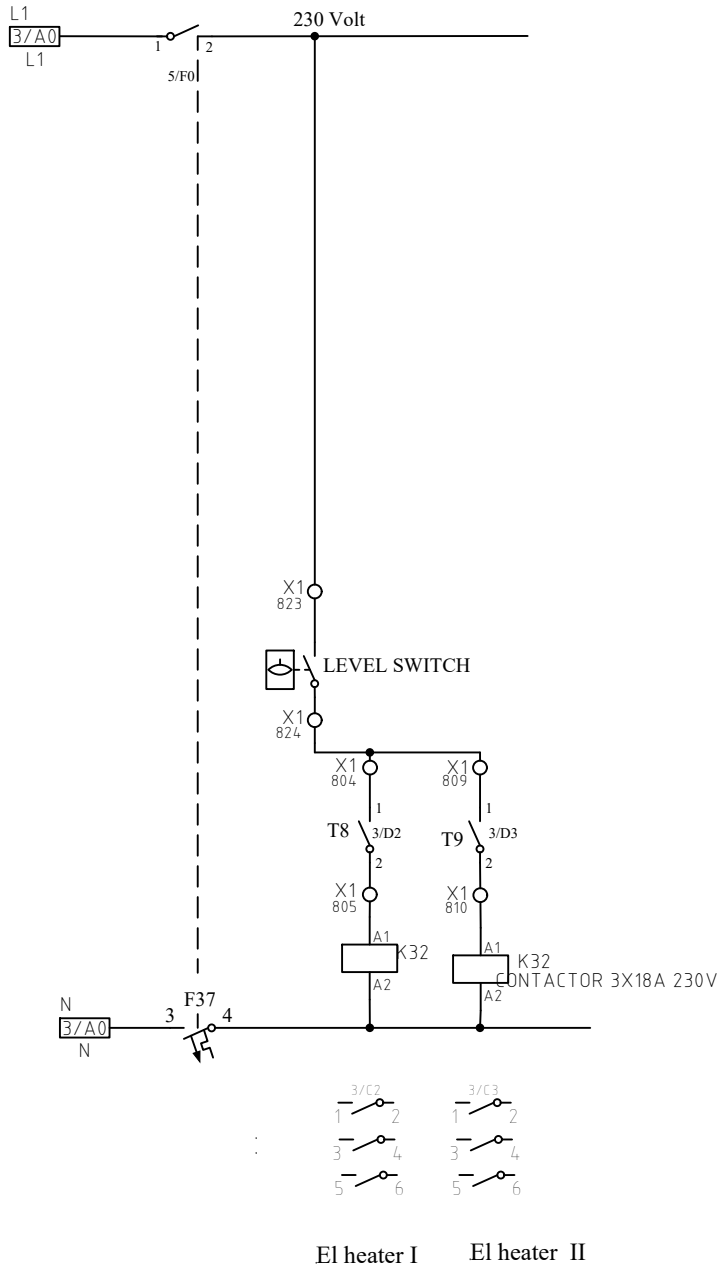 L1
3/A0
L1
1
2
230 Volt
5/F0
X1
823
LEVEL SWITCH
X1
824
X1
804
X1
809
1
1
T8
3/D2
T9
3/D3
2
2
X1
805
X1
810
A1
K32
A2
A1
K32
CONTACTOR 3X18A 230V
A2
N
3/A0
N
3
F37
4
3/C2
3/C3
1
2
1
2
3
4
3
4
5
6
5
6
El heater I
El heater II